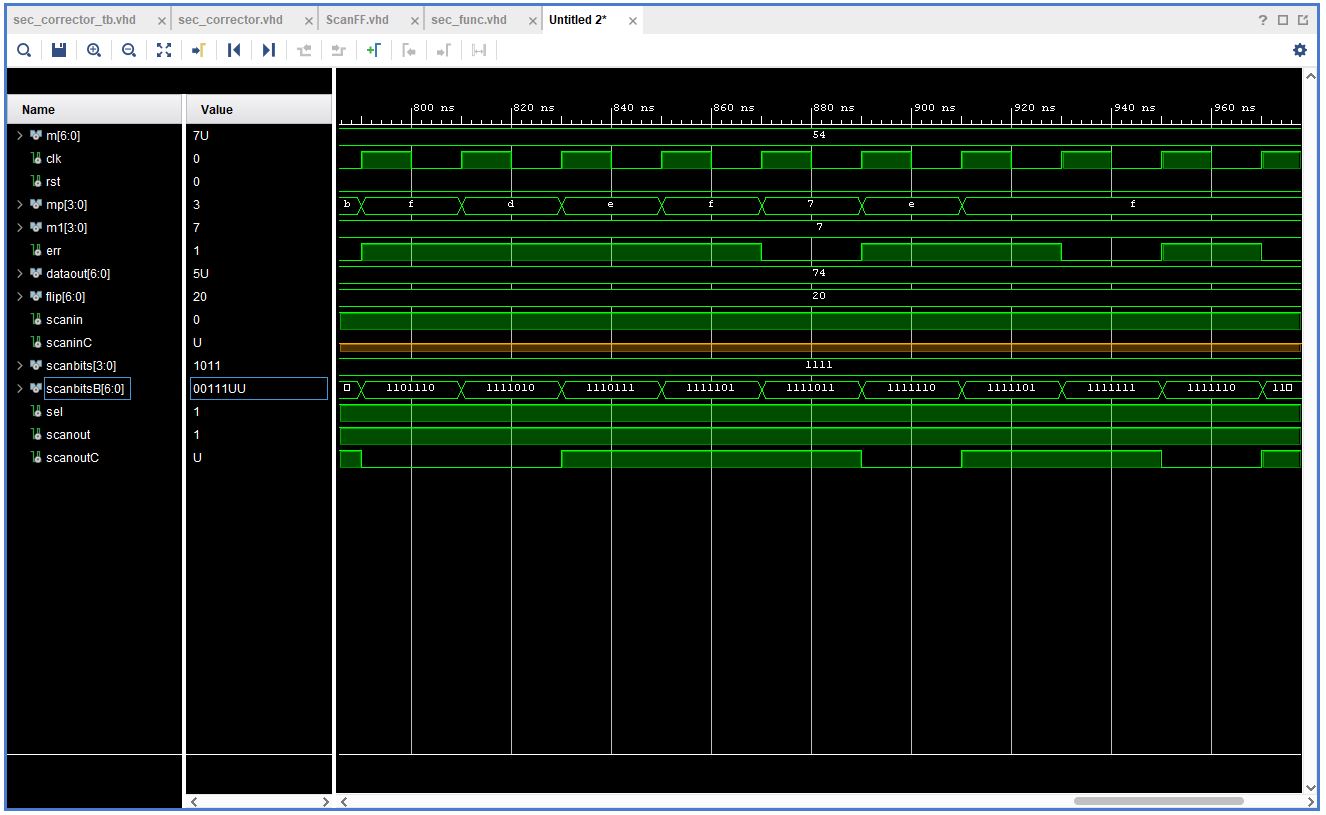 sec_corrector_tb.vhd sec_corrector.vhd ScanFF.vhd sec_func.vhd Untitled 2*
Name Value 800 ns 820 ns 840 ns 860 ns 880 ns 900 ns 920 ns 940 ns 960 ns
m[6:0] 7U 54
clk 0
rst 0
mp[3:0] 3 b f d e f 7 e f
m1[3:0] 7 7
err 1
dataout[6:0] 5U 74
flip[6:0] 20 20
scanin 0
scaninC U
scanbits[3:0] 1011 1111
scanbitsB[6:0] 00111UU 1101110 1111010 1110111 1111101 1111011 1111110 1111101 1111111 1111110 11
sel 1
scanout 1
scanoutC U